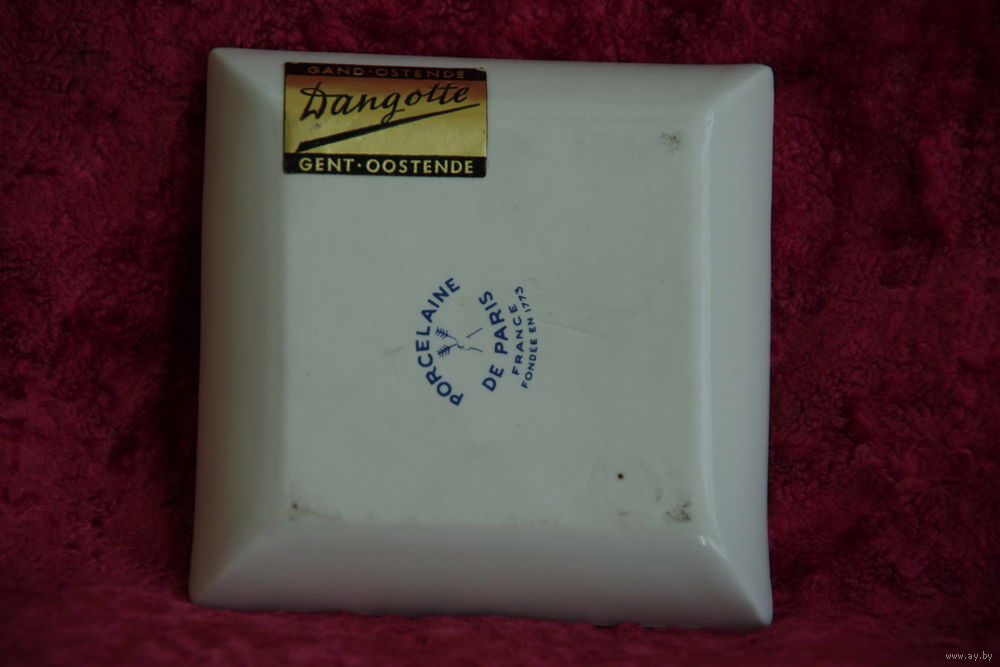 GAND·OSTENDE
Dangotte
GENT·OOSTENDE
PORCELAINE
DE PARIS
FRANCE
FONDÉE EN 1773
www.ay.by